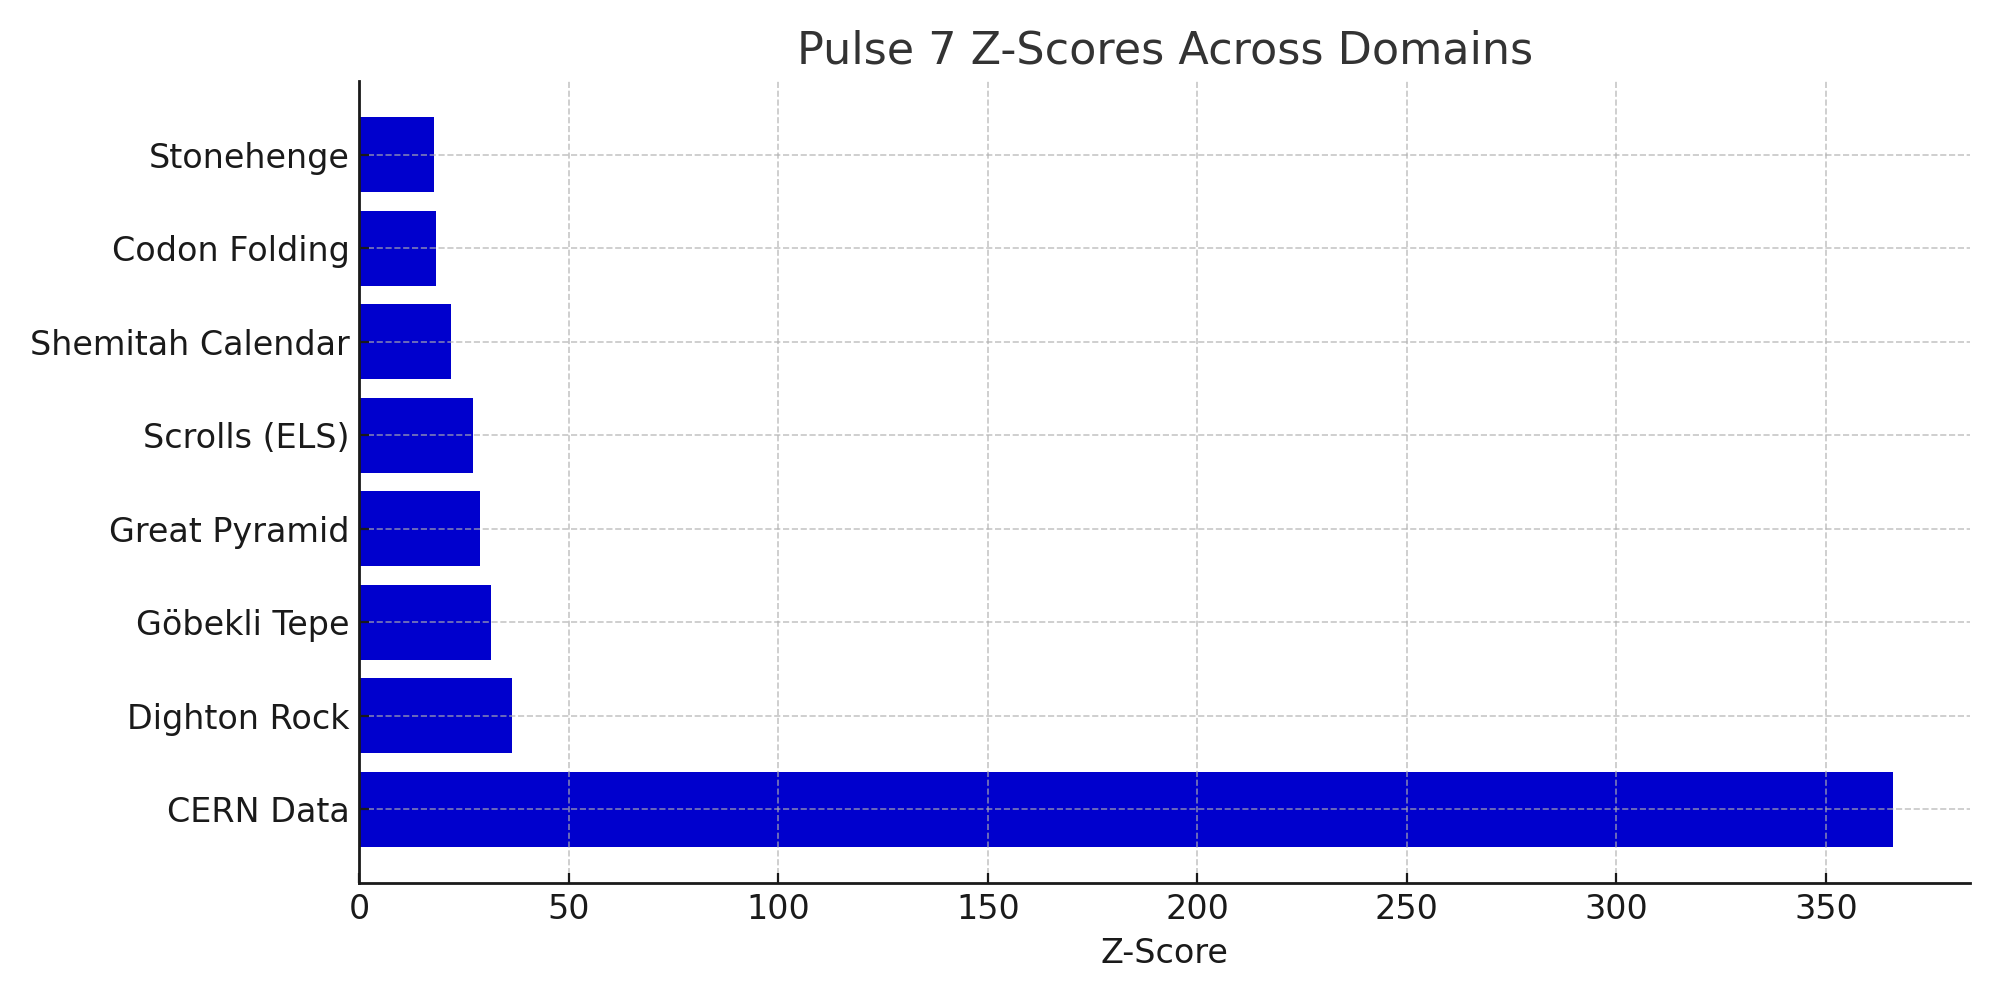 Pulse 7 Z-Scores Across Domains
Stonehenge
Codon Folding
Shemitah Calendar
Scrolls (ELS)
Great Pyramid
Göbekli Tepe
Dighton Rock
CERN Data
0 50 100 150 200 250 300 350
Z-Score